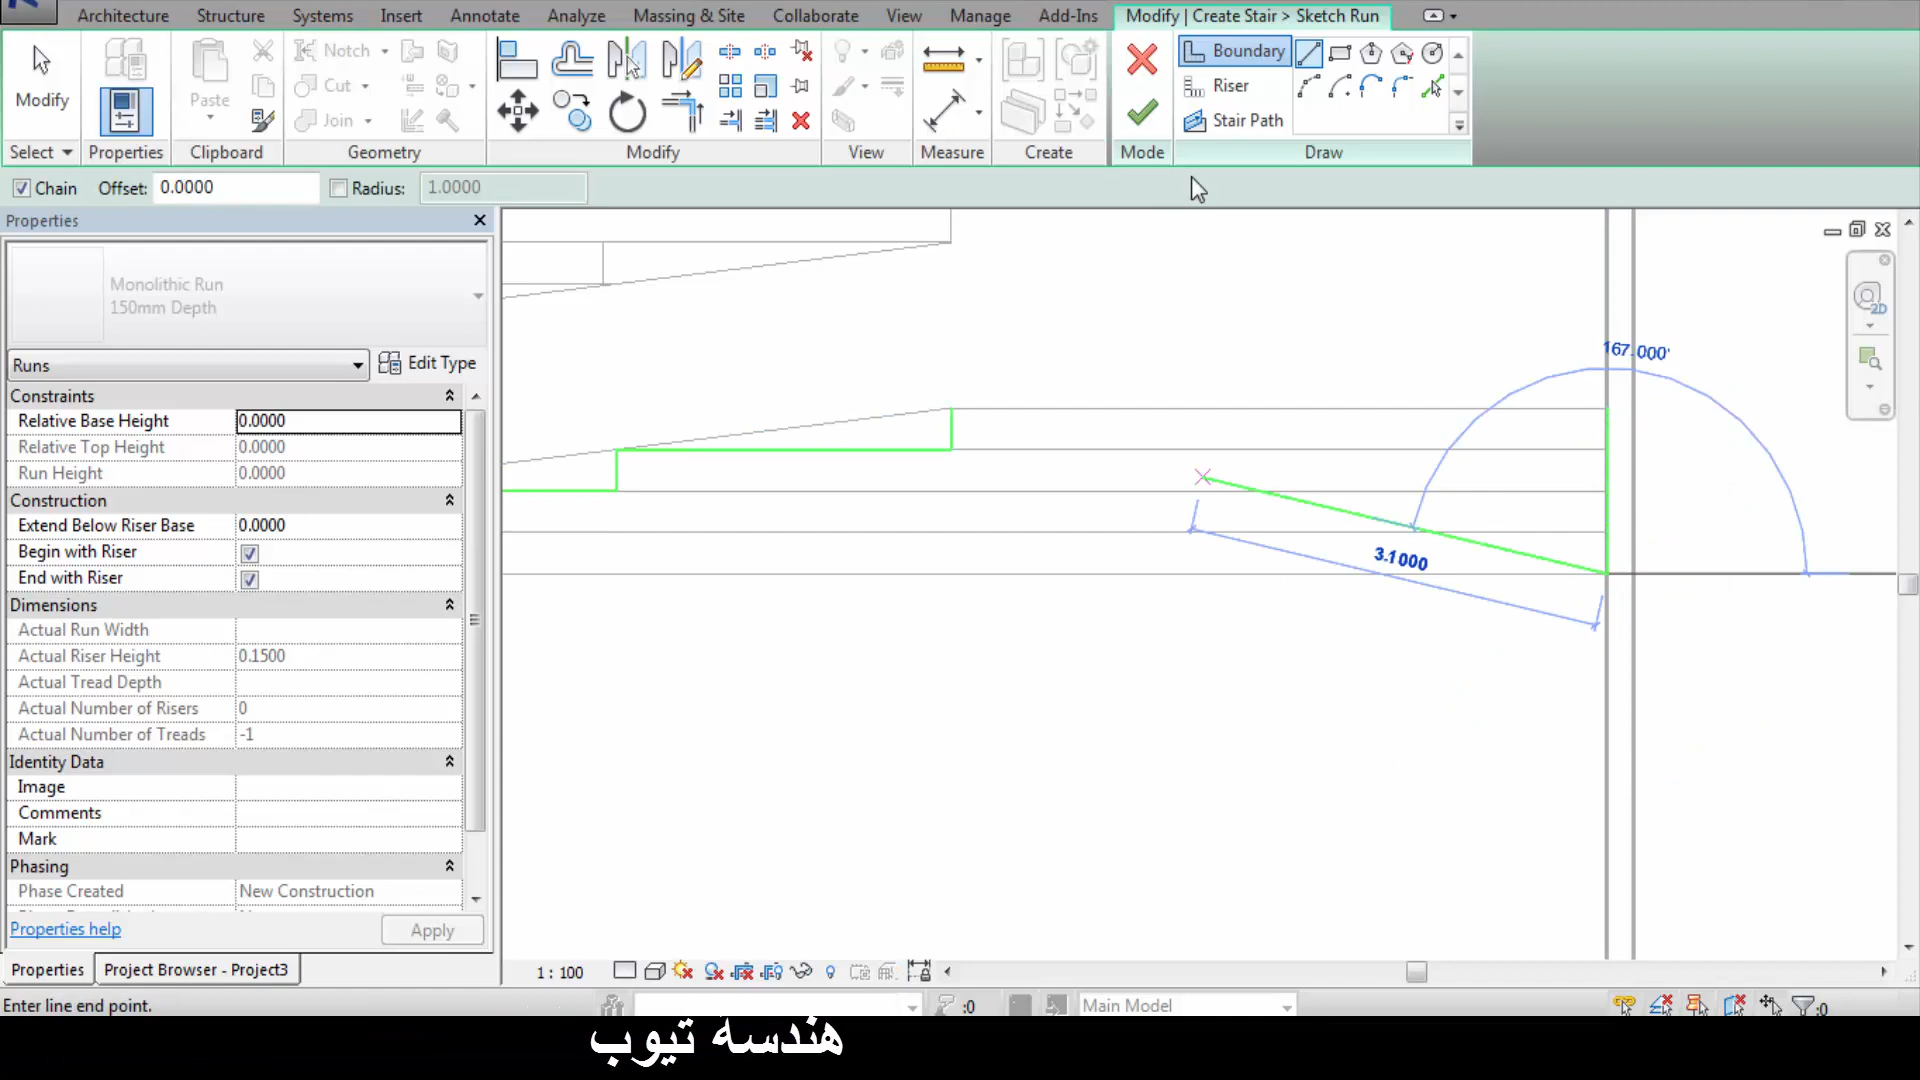 Architecture Structure Systems Insert Annotate Analyze Massing & Site Collaborate View Manage Add-Ins Modify | Create Stair > Sketch Run
Modify
Paste
Notch
Cut
Join
Boundary
Riser
Stair Path
Select Properties Clipboard Geometry Modify View Measure Create Mode Draw
Chain Offset: 0.0000 Radius: 1.0000
Properties
Monolithic Run
150mm Depth
Runs Edit Type
Constraints
Relative Base Height 0.0000
Relative Top Height 0.0000
Run Height 0.0000
Construction
Extend Below Riser Base 0.0000
Begin with Riser
End with Riser
Dimensions
Actual Run Width
Actual Riser Height 0.1500
Actual Tread Depth
Actual Number of Risers 0
Actual Number of Treads -1
Identity Data
Image
Comments
Mark
Phasing
Phase Created New Construction
Properties help Apply
Properties Project Browser - Project3
167.000'
3.1000
2D
1 : 100
Enter line end point. :0 Main Model :0
هندسة تيوب